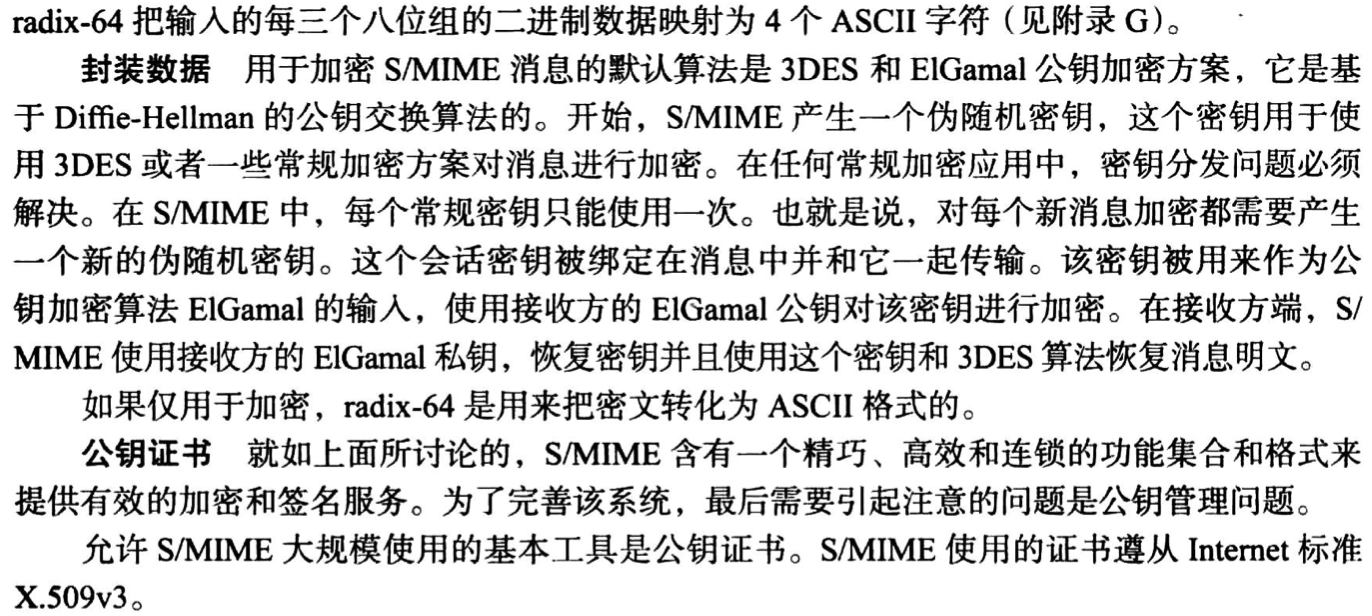 radix-64 把输入的每三个八位组的二进制数据映射为 4 个 ASCII 字符（见附录 G）。
封装数据 用于加密 S/MIME 消息的默认算法是 3DES 和 ElGamal 公钥加密方案，它是基
于 Diffie-Hellman 的公钥交换算法的。开始，S/MIME 产生一个伪随机密钥，这个密钥用于使
用 3DES 或者一些常规加密方案对消息进行加密。在任何常规加密应用中，密钥分发问题必须
解决。在 S/MIME 中，每个常规密钥只能使用一次。也就是说，对每个新消息加密都需要产生
一个新的伪随机密钥。这个会话密钥被绑定在消息中并和它一起传输。该密钥被用来作为公
钥加密算法 ElGamal 的输入，使用接收方的 ElGamal 公钥对该密钥进行加密。在接收方端，S/
MIME 使用接收方的 ElGamal 私钥，恢复密钥并且使用这个密钥和 3DES 算法恢复消息明文。
如果仅用于加密，radix-64 是用来把密文转化为 ASCII 格式的。
公钥证书 就如上面所讨论的，S/MIME 含有一个精巧、高效和连锁的功能集合和格式来
提供有效的加密和签名服务。为了完善该系统，最后需要引起注意的问题是公钥管理问题。
允许 S/MIME 大规模使用的基本工具是公钥证书。S/MIME 使用的证书遵从 Internet 标准
X.509v3。